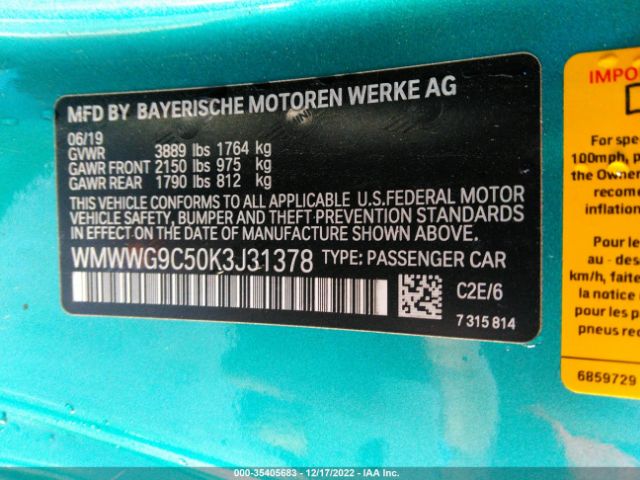 MFD BY BAYERISCHE MOTOREN WERKE AG
06/19
GVWR 3889 lbs 1764 kg
GAWR FRONT 2150 lbs 975 kg
GAWR REAR 1790 lbs 812 kg
THIS VEHICLE CONFORMS TO ALL APPLICABLE U.S.FEDERAL MOTOR
VEHICLE SAFETY, BUMPER AND THEFT PREVENTION STANDARDS
IN EFFECT ON THE DATE OF MANUFACTURE SHOWN ABOVE.
WMWWG9C50K3J31378 TYPE: PASSENGER CAR
C2E/6
7 315 814
IMPO
For spe
100mph, p
the Owner
recomm
inflation
Pour le
au-
km/h, faite
la notice
pour les p
pneus rec
6859729
000-35405683 - 12/17/2022 - IAA Inc.